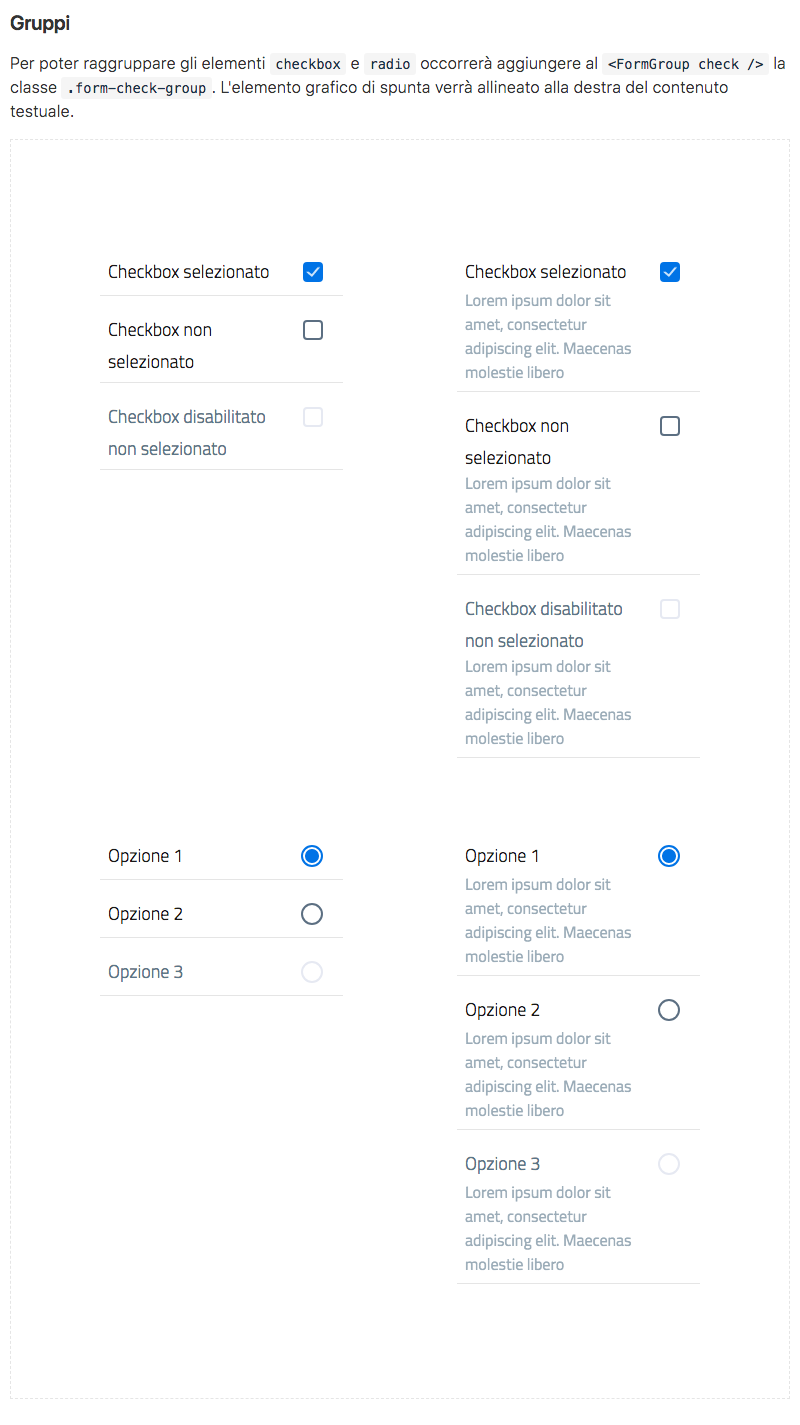 Gruppi
Per poter raggruppare gli elementi checkbox e radio occorrerà aggiungere al <FormGroup check /> la
classe .form-check-group. L'elemento grafico di spunta verrà allineato alla destra del contenuto
testuale.
Checkbox selezionato
Checkbox non
selezionato
Checkbox disabilitato
non selezionato
Checkbox selezionato
Lorem ipsum dolor sit
amet, consectetur
adipiscing elit. Maecenas
molestie libero
Checkbox non
selezionato
Lorem ipsum dolor sit
amet, consectetur
adipiscing elit. Maecenas
molestie libero
Checkbox disabilitato
non selezionato
Lorem ipsum dolor sit
amet, consectetur
adipiscing elit. Maecenas
molestie libero
Opzione 1
Opzione 2
Opzione 3
Opzione 1
Lorem ipsum dolor sit
amet, consectetur
adipiscing elit. Maecenas
molestie libero
Opzione 2
Lorem ipsum dolor sit
amet, consectetur
adipiscing elit. Maecenas
molestie libero
Opzione 3
Lorem ipsum dolor sit
amet, consectetur
adipiscing elit. Maecenas
molestie libero